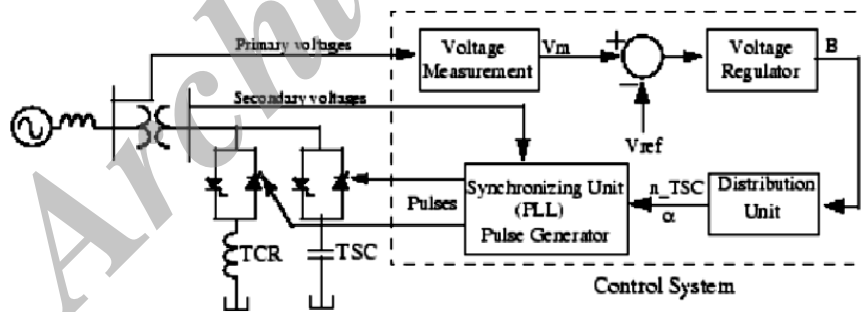 Archi
Primary voltages
Voltage
Measurement
Vm
+
−
Vref
Voltage
Regulator
B
Secondary voltages
Synchronizing Unit
(PLL)
Pulse Generator
n_TSC
α
Distribution
Unit
Pulses
TCR
TSC
Control System